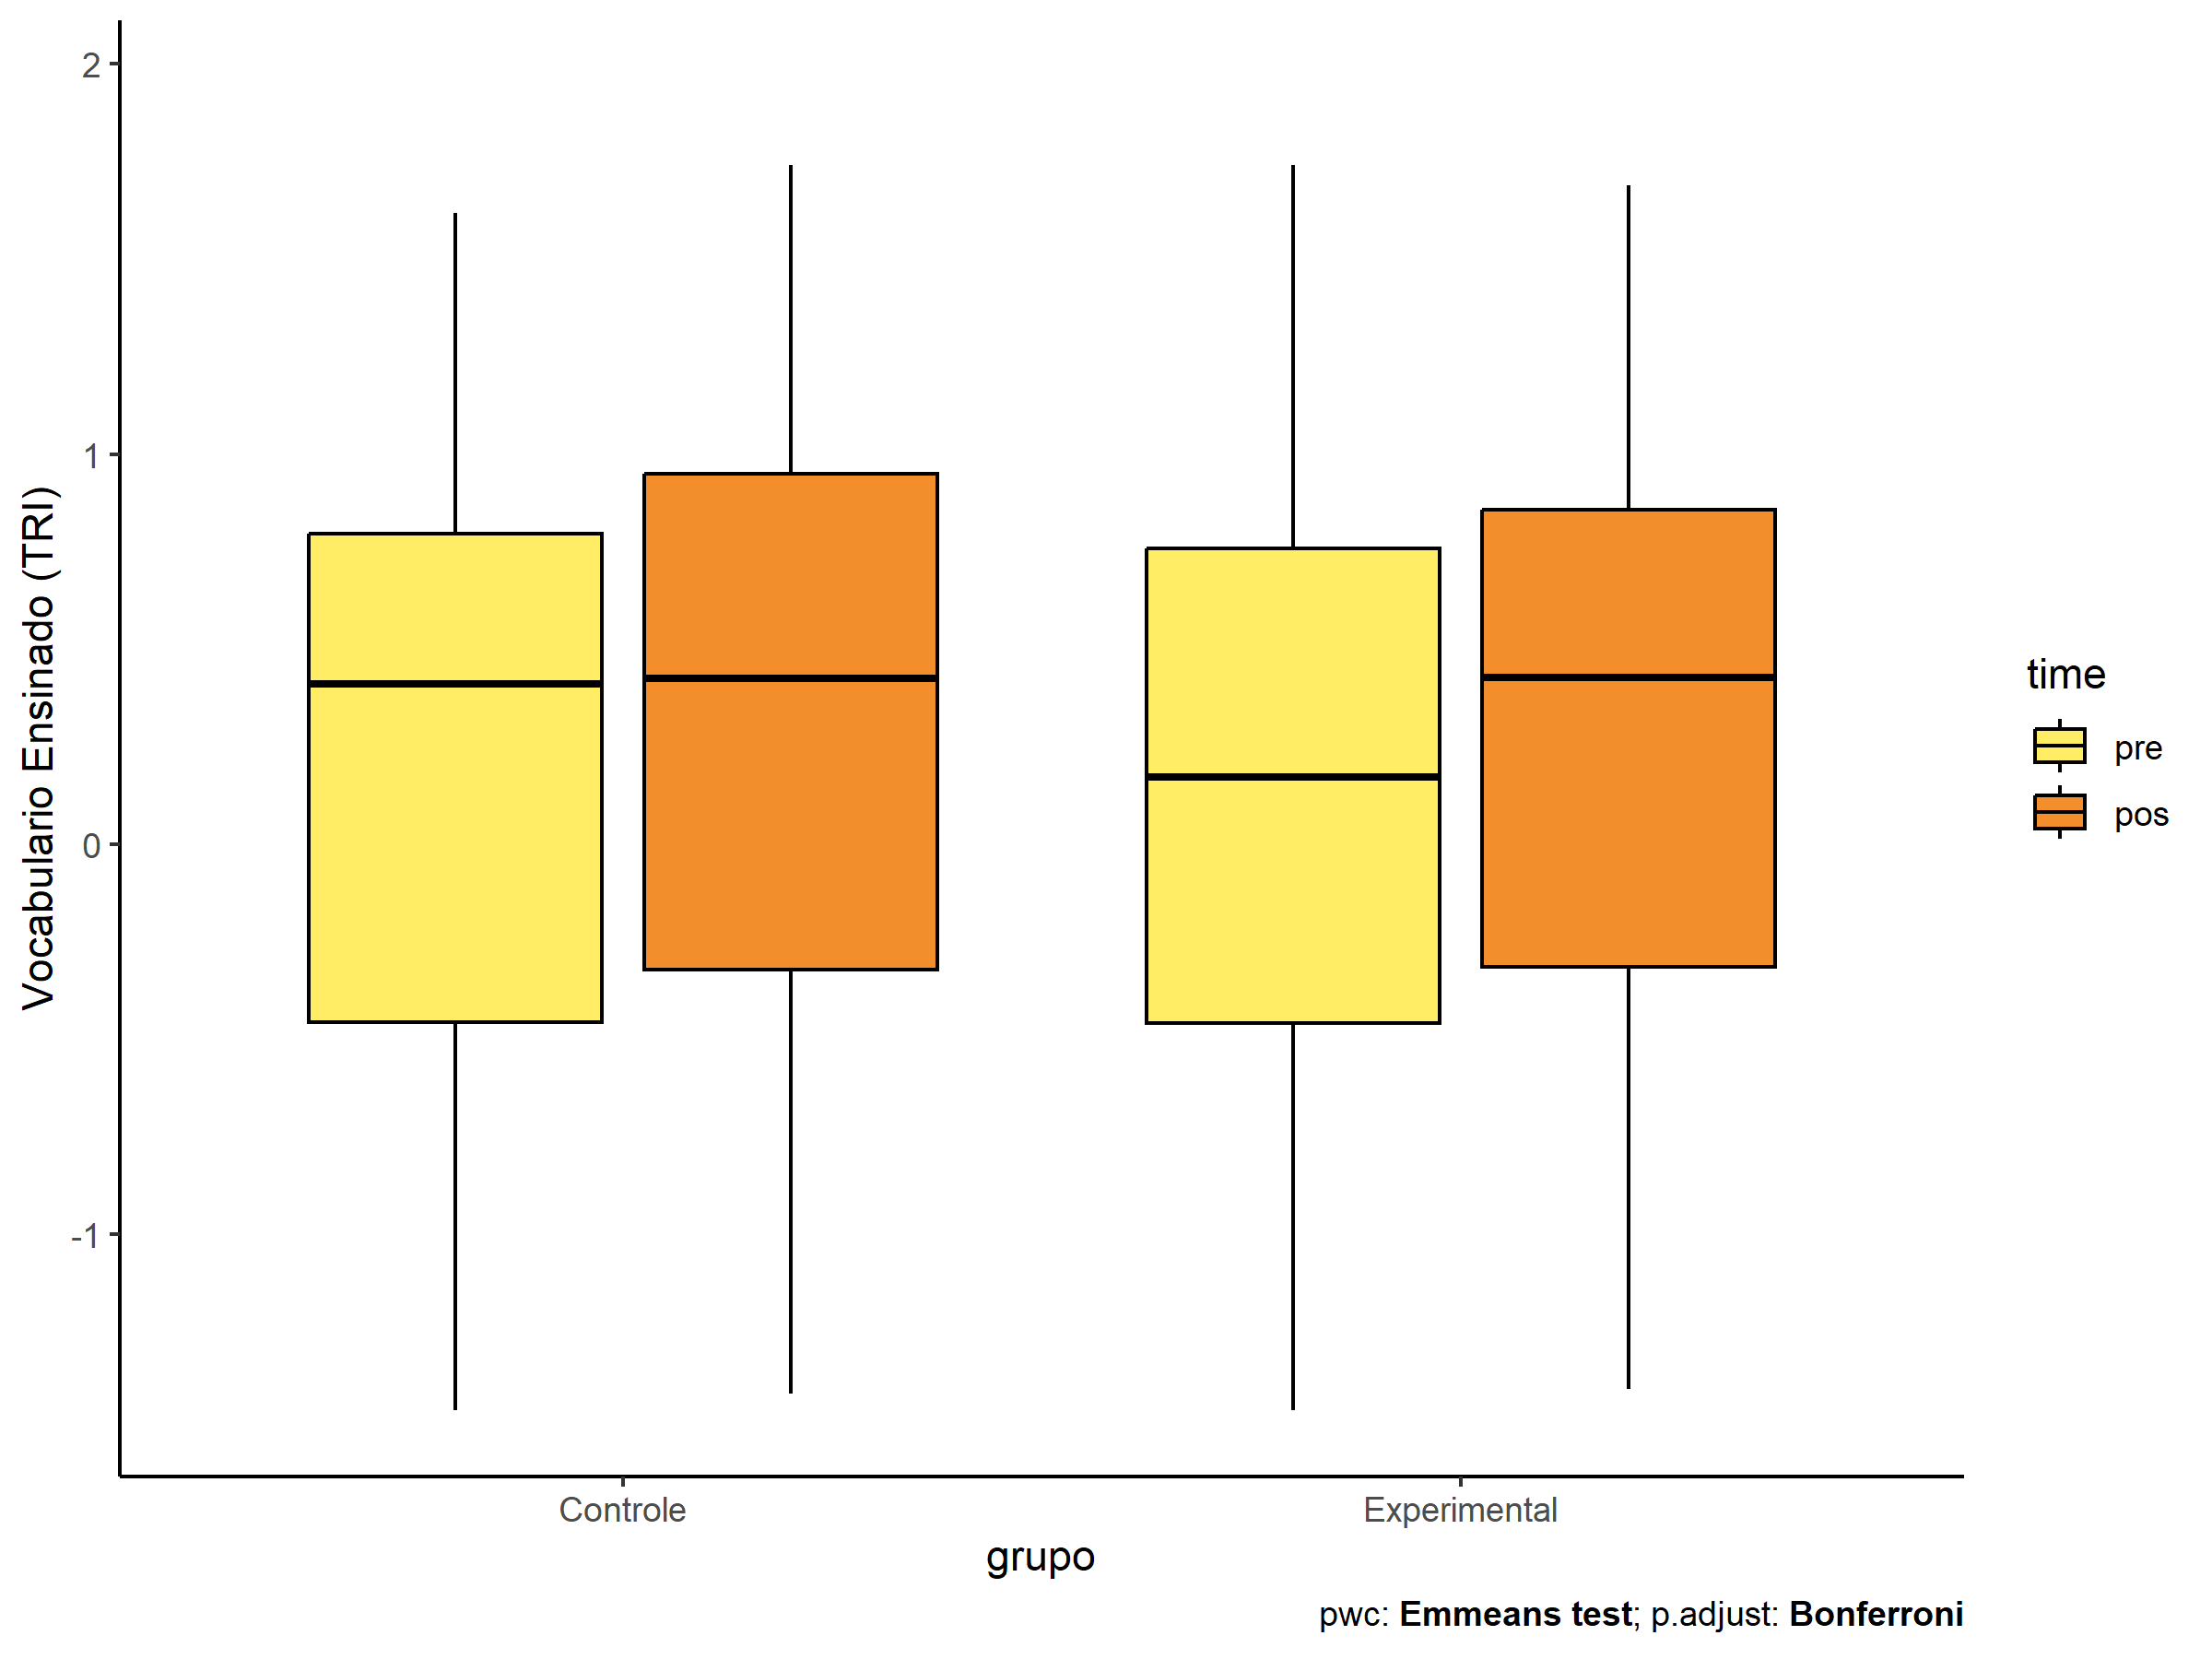 Vocabulario Ensinado (TRI)
2
1
0
-1
Controle
Experimental
grupo
time
pre
pos
pwc: Emmeans test; p.adjust: Bonferroni